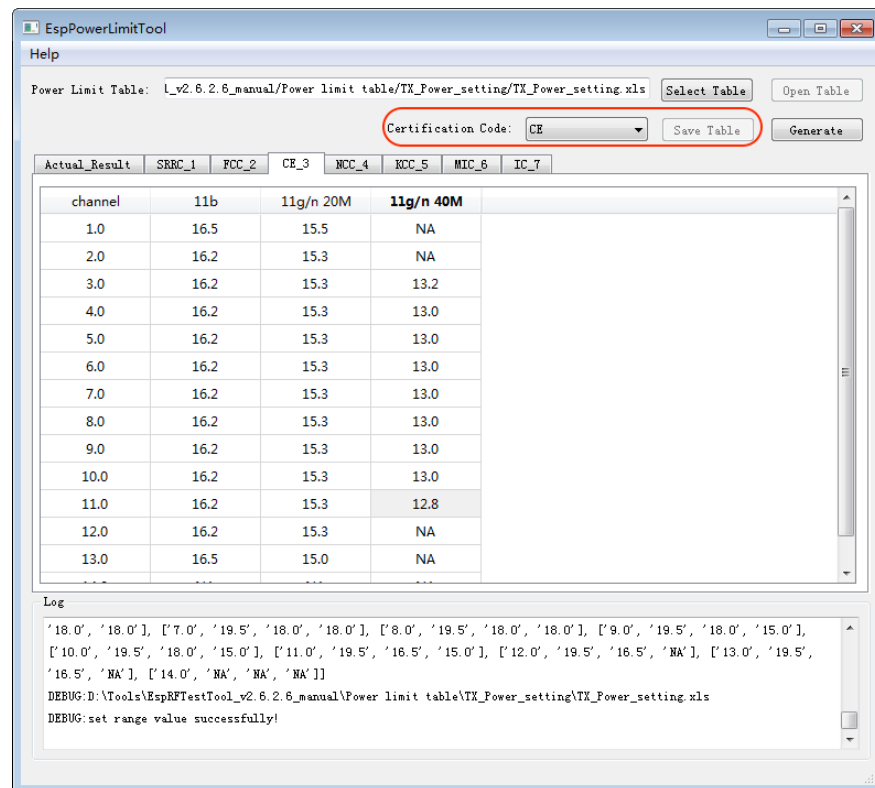 EspPowerLimitTool
Help
Power Limit Table: L_v2.6.2.6_manual/Power limit table/TX_Power_setting/TX_Power_setting.xls Select Table Open Table
Certification Code: CE Save Table Generate
Actual_Result SRRC_1 FCC_2 CE_3 NCC_4 KCC_5 MIC_6 IC_7
channel 11b 11g/n 20M 11g/n 40M
1.0 16.5 15.5 NA
2.0 16.2 15.3 NA
3.0 16.2 15.3 13.2
4.0 16.2 15.3 13.0
5.0 16.2 15.3 13.0
6.0 16.2 15.3 13.0
7.0 16.2 15.3 13.0
8.0 16.2 15.3 13.0
9.0 16.2 15.3 13.0
10.0 16.2 15.3 13.0
11.0 16.2 15.3 12.8
12.0 16.2 15.3 NA
13.0 16.5 15.0 NA
Log
'18.0', '18.0'], ['7.0', '19.5', '18.0', '18.0'], ['8.0', '19.5', '18.0', '18.0'], ['9.0', '19.5', '18.0', '15.0'],
['10.0', '19.5', '18.0', '15.0'], ['11.0', '19.5', '16.5', '15.0'], ['12.0', '19.5', '16.5', 'NA'], ['13.0', '19.5',
'16.5', 'NA'], ['14.0', 'NA', 'NA', 'NA']]
DEBUG:D:\Tools\EspRFTestTool_v2.6.2.6_manual\Power limit table\TX_Power_setting\TX_Power_setting.xls
DEBUG:set range value successfully!